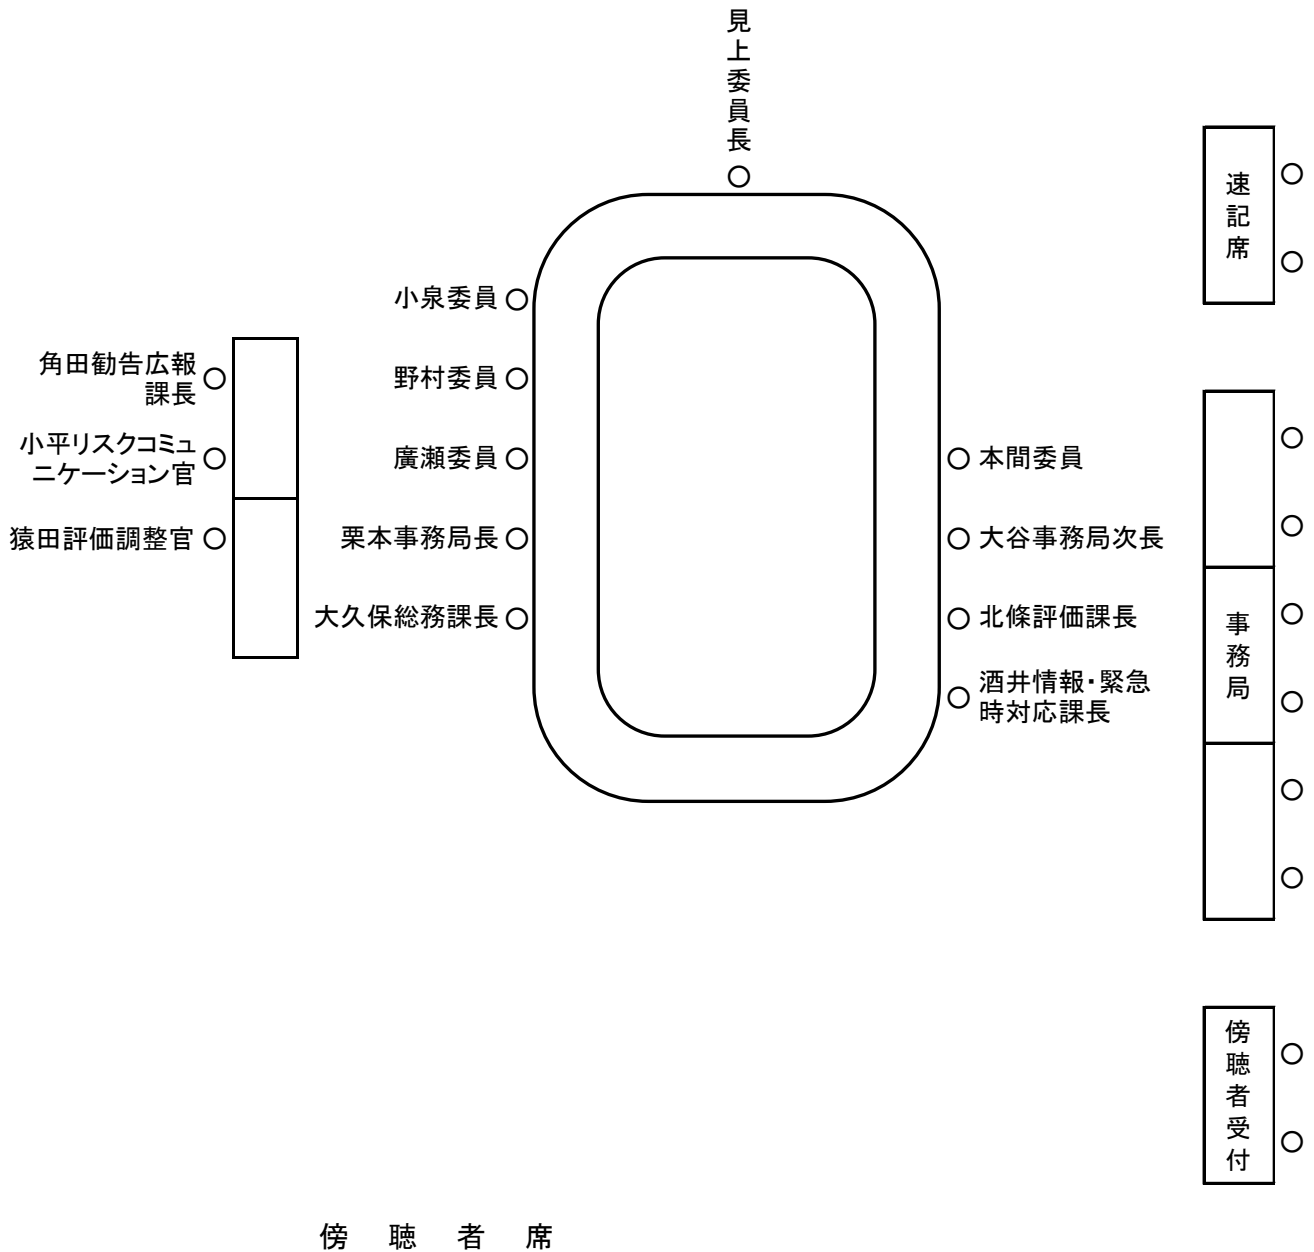 見上委員長
速記席
小泉委員
角田勧告広報
課長
野村委員
小平リスクコミュ
ニケーション官
廣瀬委員
本間委員
猿田評価調整官
栗本事務局長
大谷事務局次長
大久保総務課長
北條評価課長
事務局
酒井情報・緊急
時対応課長
傍聴者受付
傍聴者席